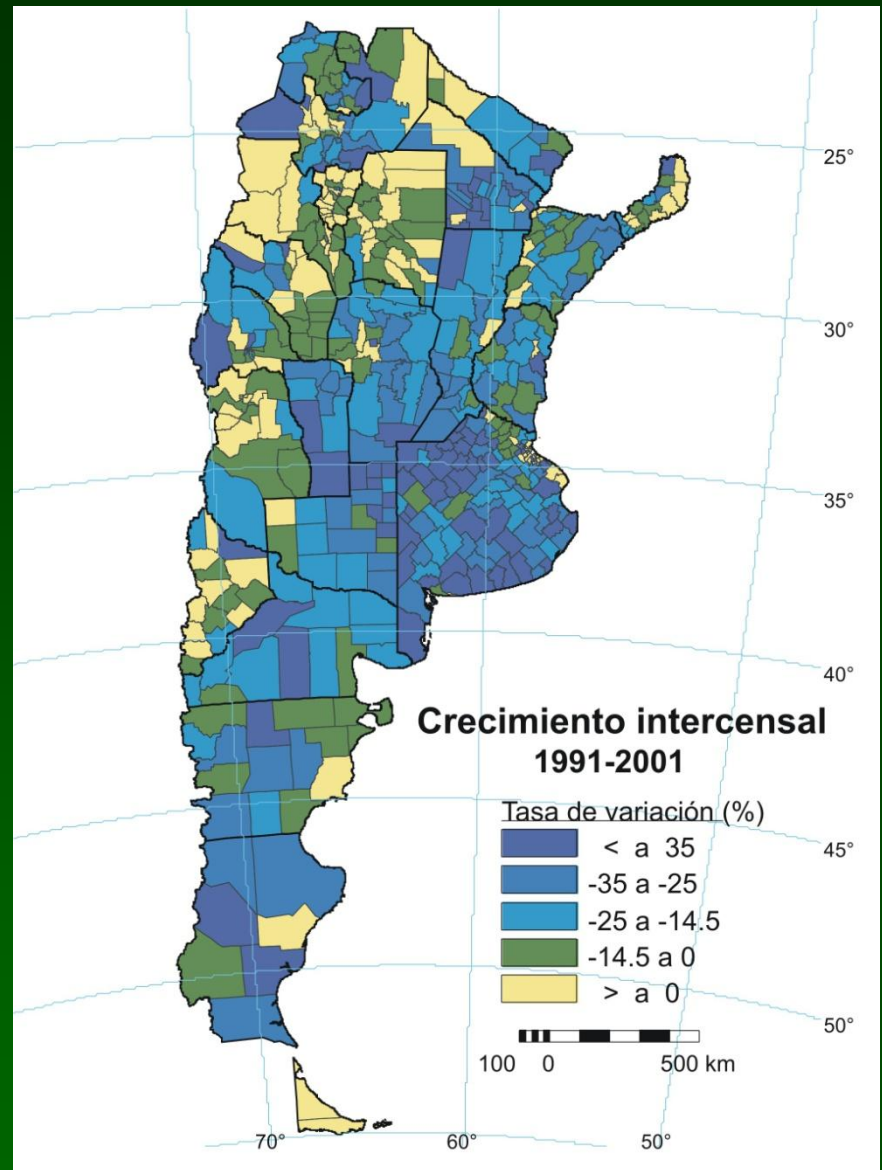 25°
30°
35°
40°
Crecimiento intercensal
1991-2001
Tasa de variación (%)
< a 35
-35 a -25
-25 a -14.5
-14.5 a 0
> a 0
45°
50°
100 0 500 km
70° 60° 50°